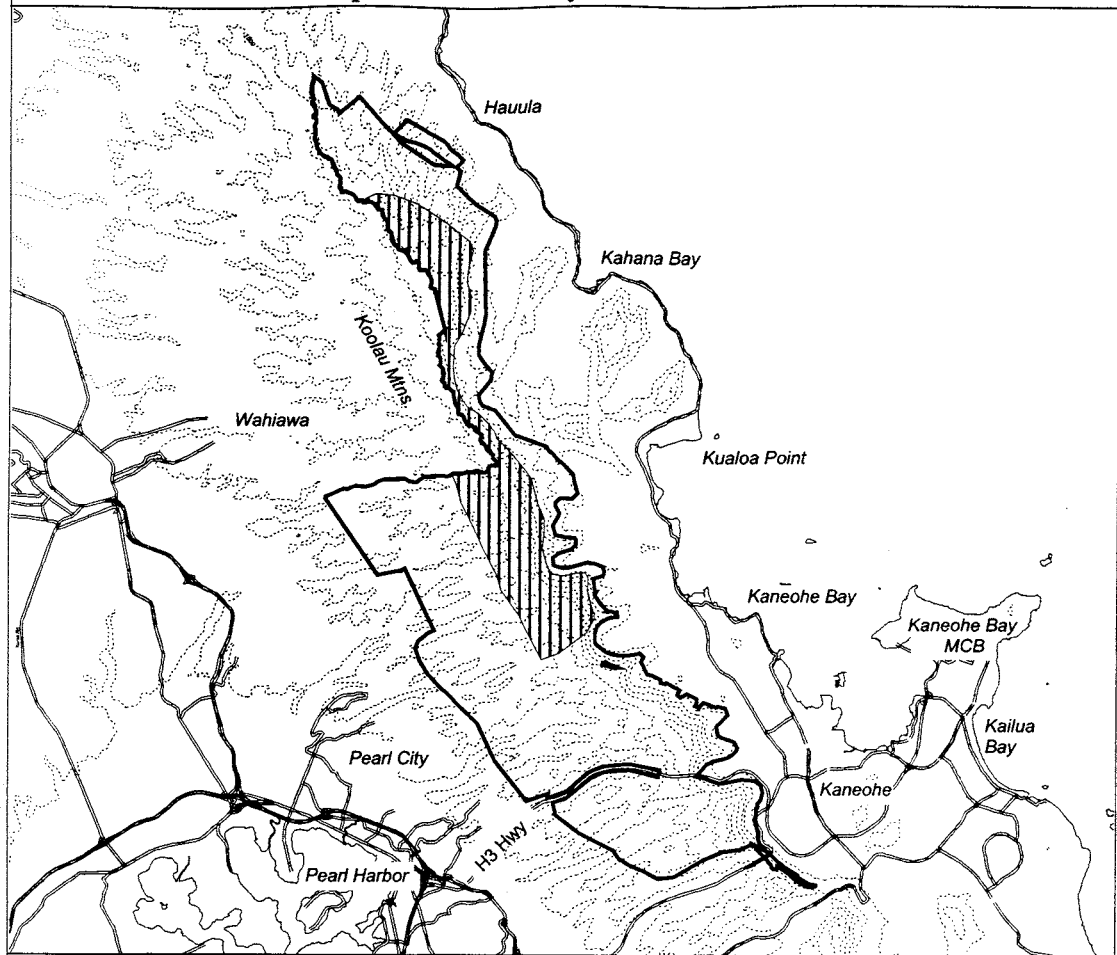 Hauula
Kahana Bay
Koolau Mtns.
Wahiawa
Kualoa Point
Kaneohe Bay
Kaneohe Bay
MCB
Kailua
Bay
Pearl City
Kaneohe
H3 Hwy
Pearl Harbor